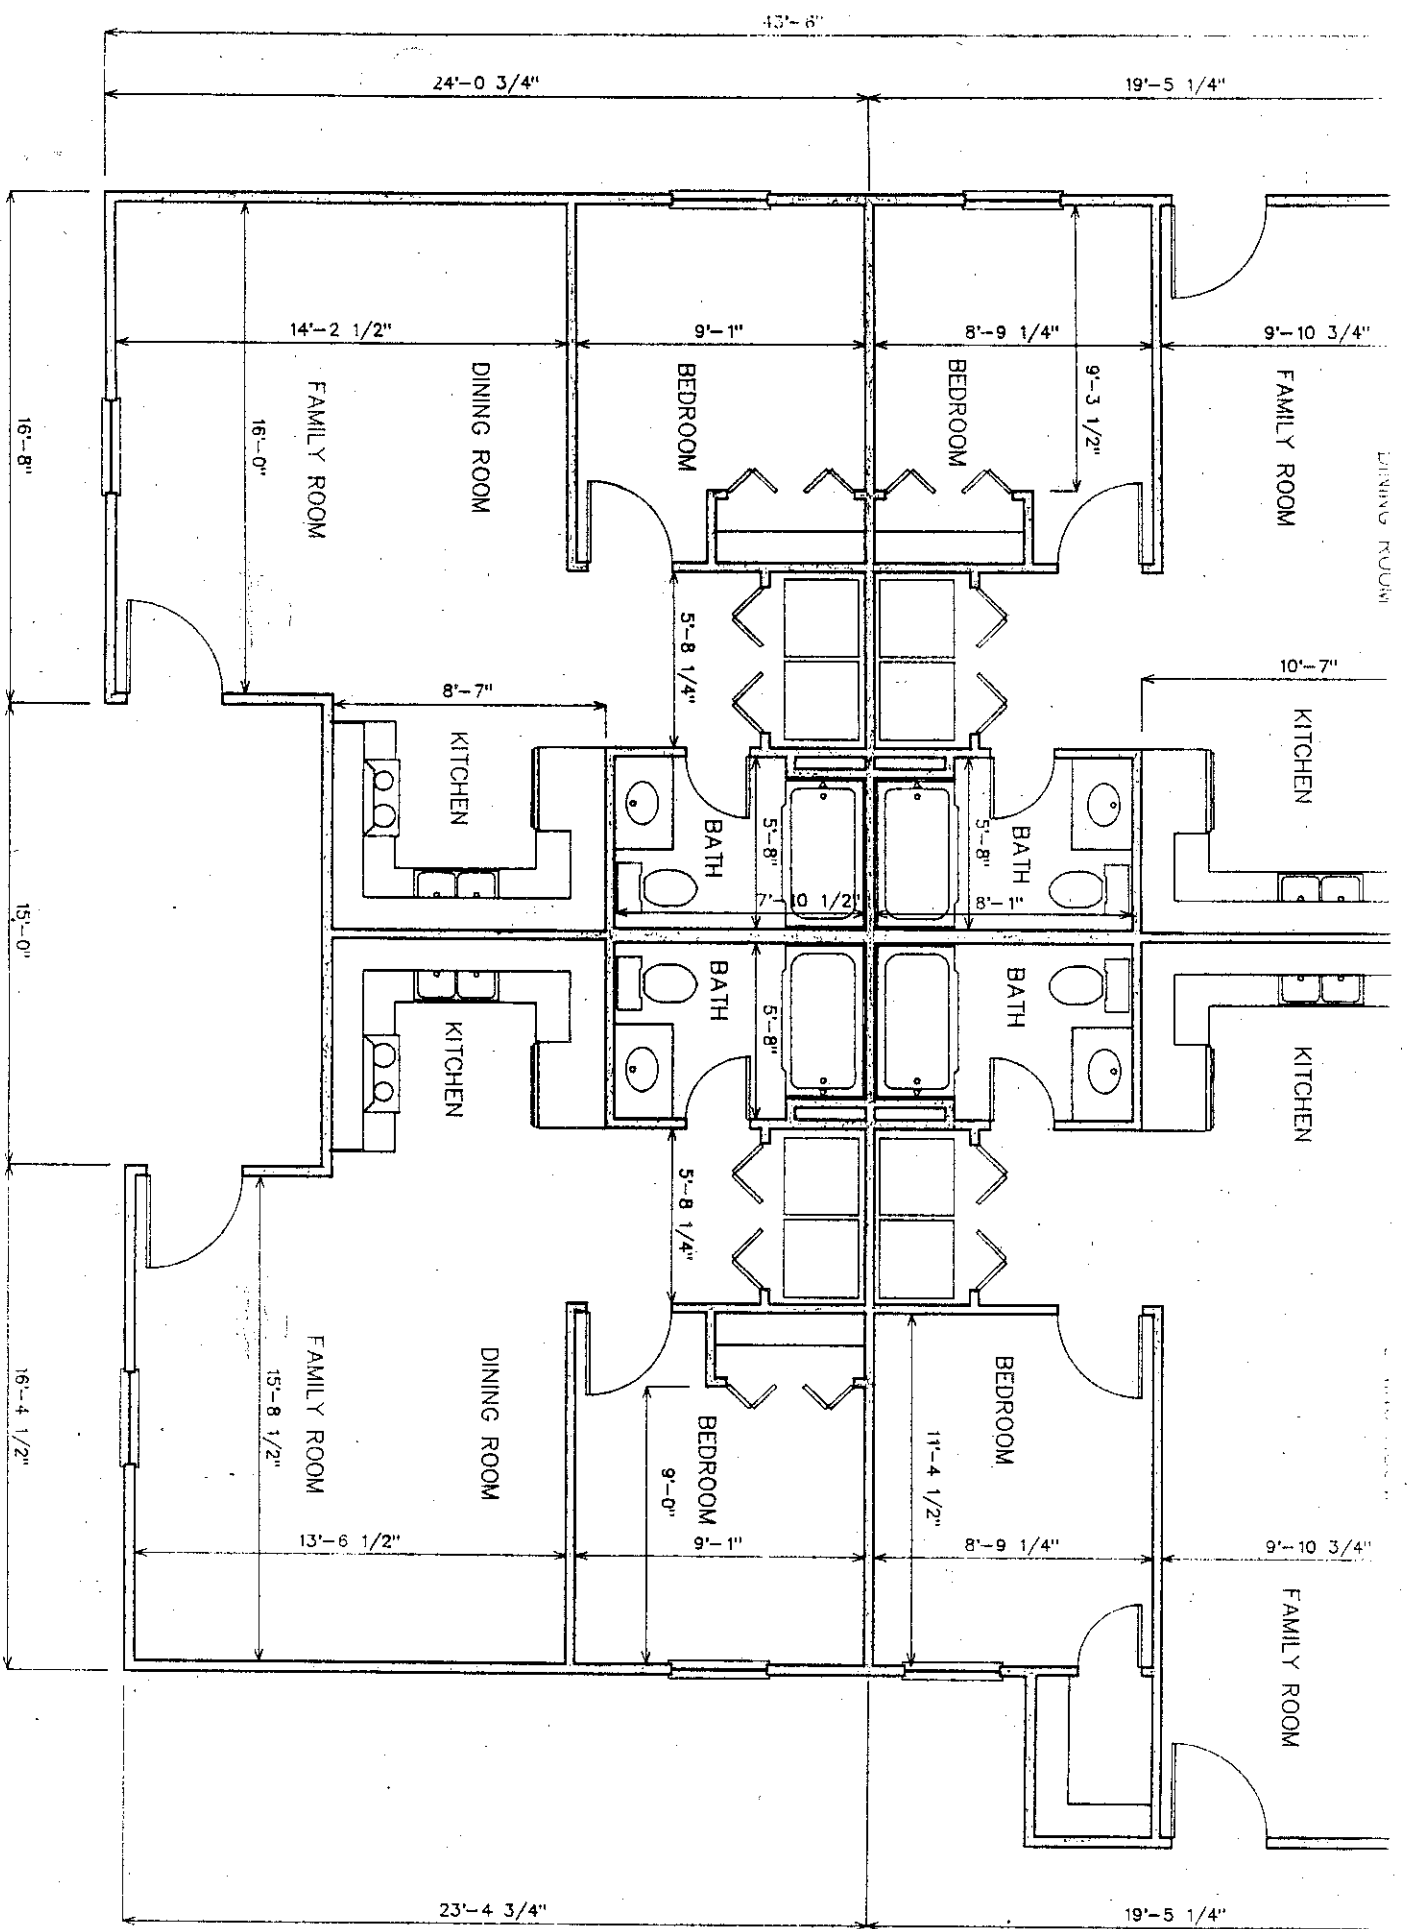 43'-6"
24'-0 3/4"
19'-5 1/4"
14'-2 1/2"
9'-1"
8'-9 1/4"
9'-10 3/4"
9'-3 1/2"
DINING ROOM
FAMILY ROOM
BEDROOM
BEDROOM
FAMILY ROOM
DINING ROOM
16'-8"
16'-0"
5'-8 1/4"
10'-7"
8'-7"
KITCHEN
KITCHEN
BATH
5'-8"
5'-8"
BATH
7'-10 1/2"
8'-1"
15'-0"
BATH
5'-8"
BATH
KITCHEN
KITCHEN
5'-8 1/4"
16'-4 1/2"
15'-8 1/2"
FAMILY ROOM
DINING ROOM
BEDROOM
9'-0"
11'-4 1/2"
BEDROOM
13'-6 1/2"
9'-1"
8'-9 1/4"
9'-10 3/4"
FAMILY ROOM
23'-4 3/4"
19'-5 1/4"